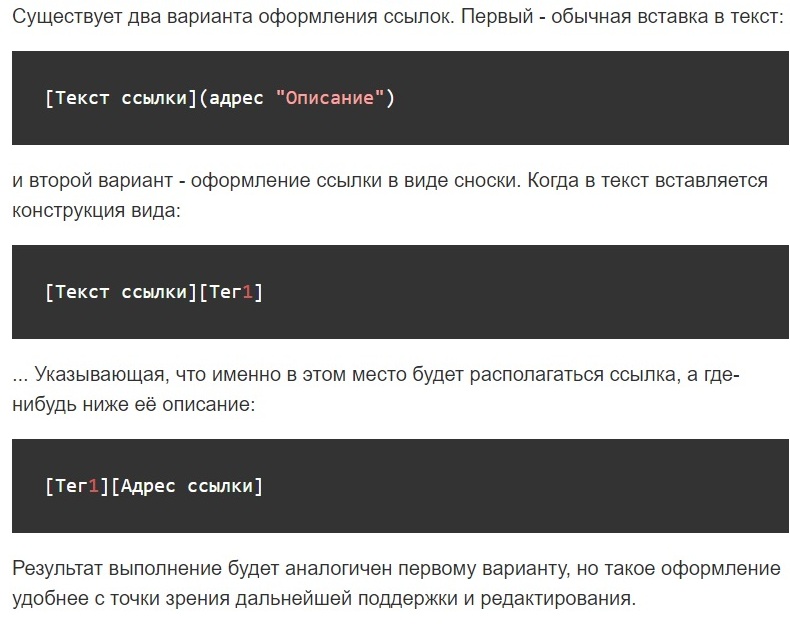 Существует два варианта оформления ссылок. Первый - обычная вставка в текст:
[Текст ссылки](адрес "Описание")
и второй вариант - оформление ссылки в виде сноски. Когда в текст вставляется
конструкция вида:
[Текст ссылки][Тег1]
... Указывающая, что именно в этом место будет располагаться ссылка, а где-
нибудь ниже её описание:
[Тег1][Адрес ссылки]
Результат выполнение будет аналогичен первому варианту, но такое оформление
удобнее с точки зрения дальнейшей поддержки и редактирования.